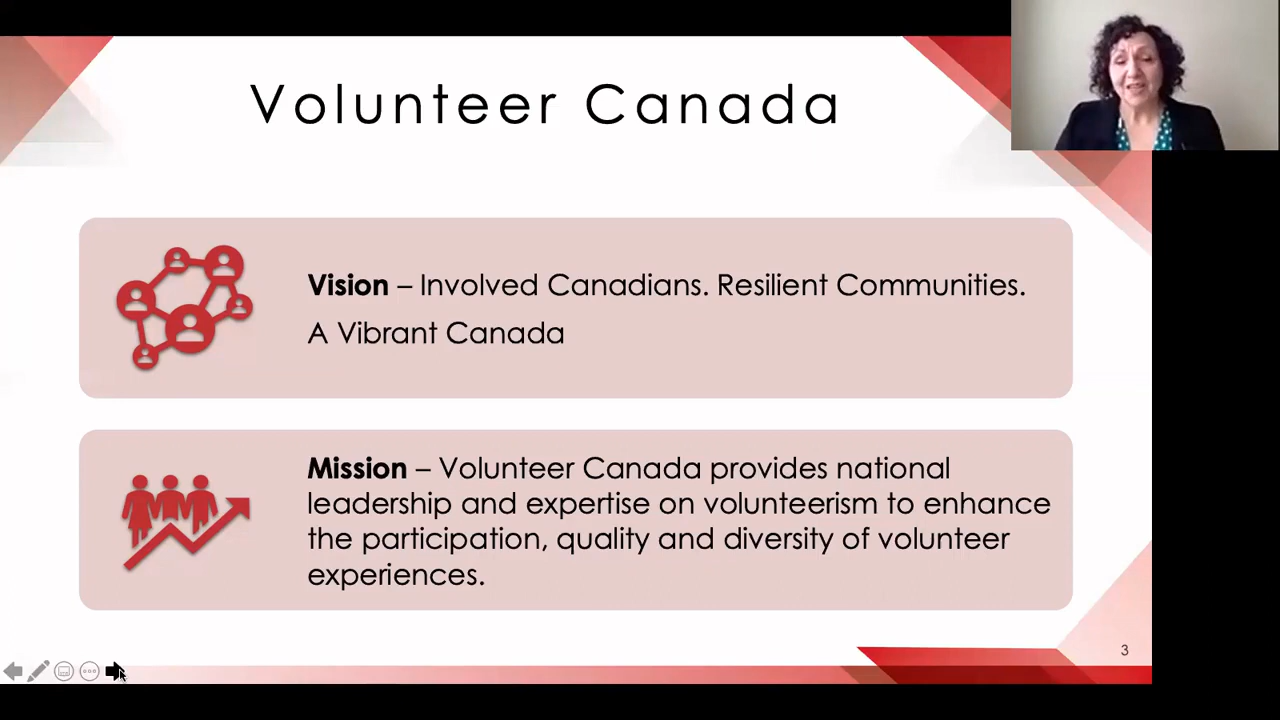 Volunteer Canada
Vision – Involved Canadians. Resilient Communities.
A Vibrant Canada
Mission – Volunteer Canada provides national
leadership and expertise on volunteerism to enhance
the participation, quality and diversity of volunteer
experiences.
3